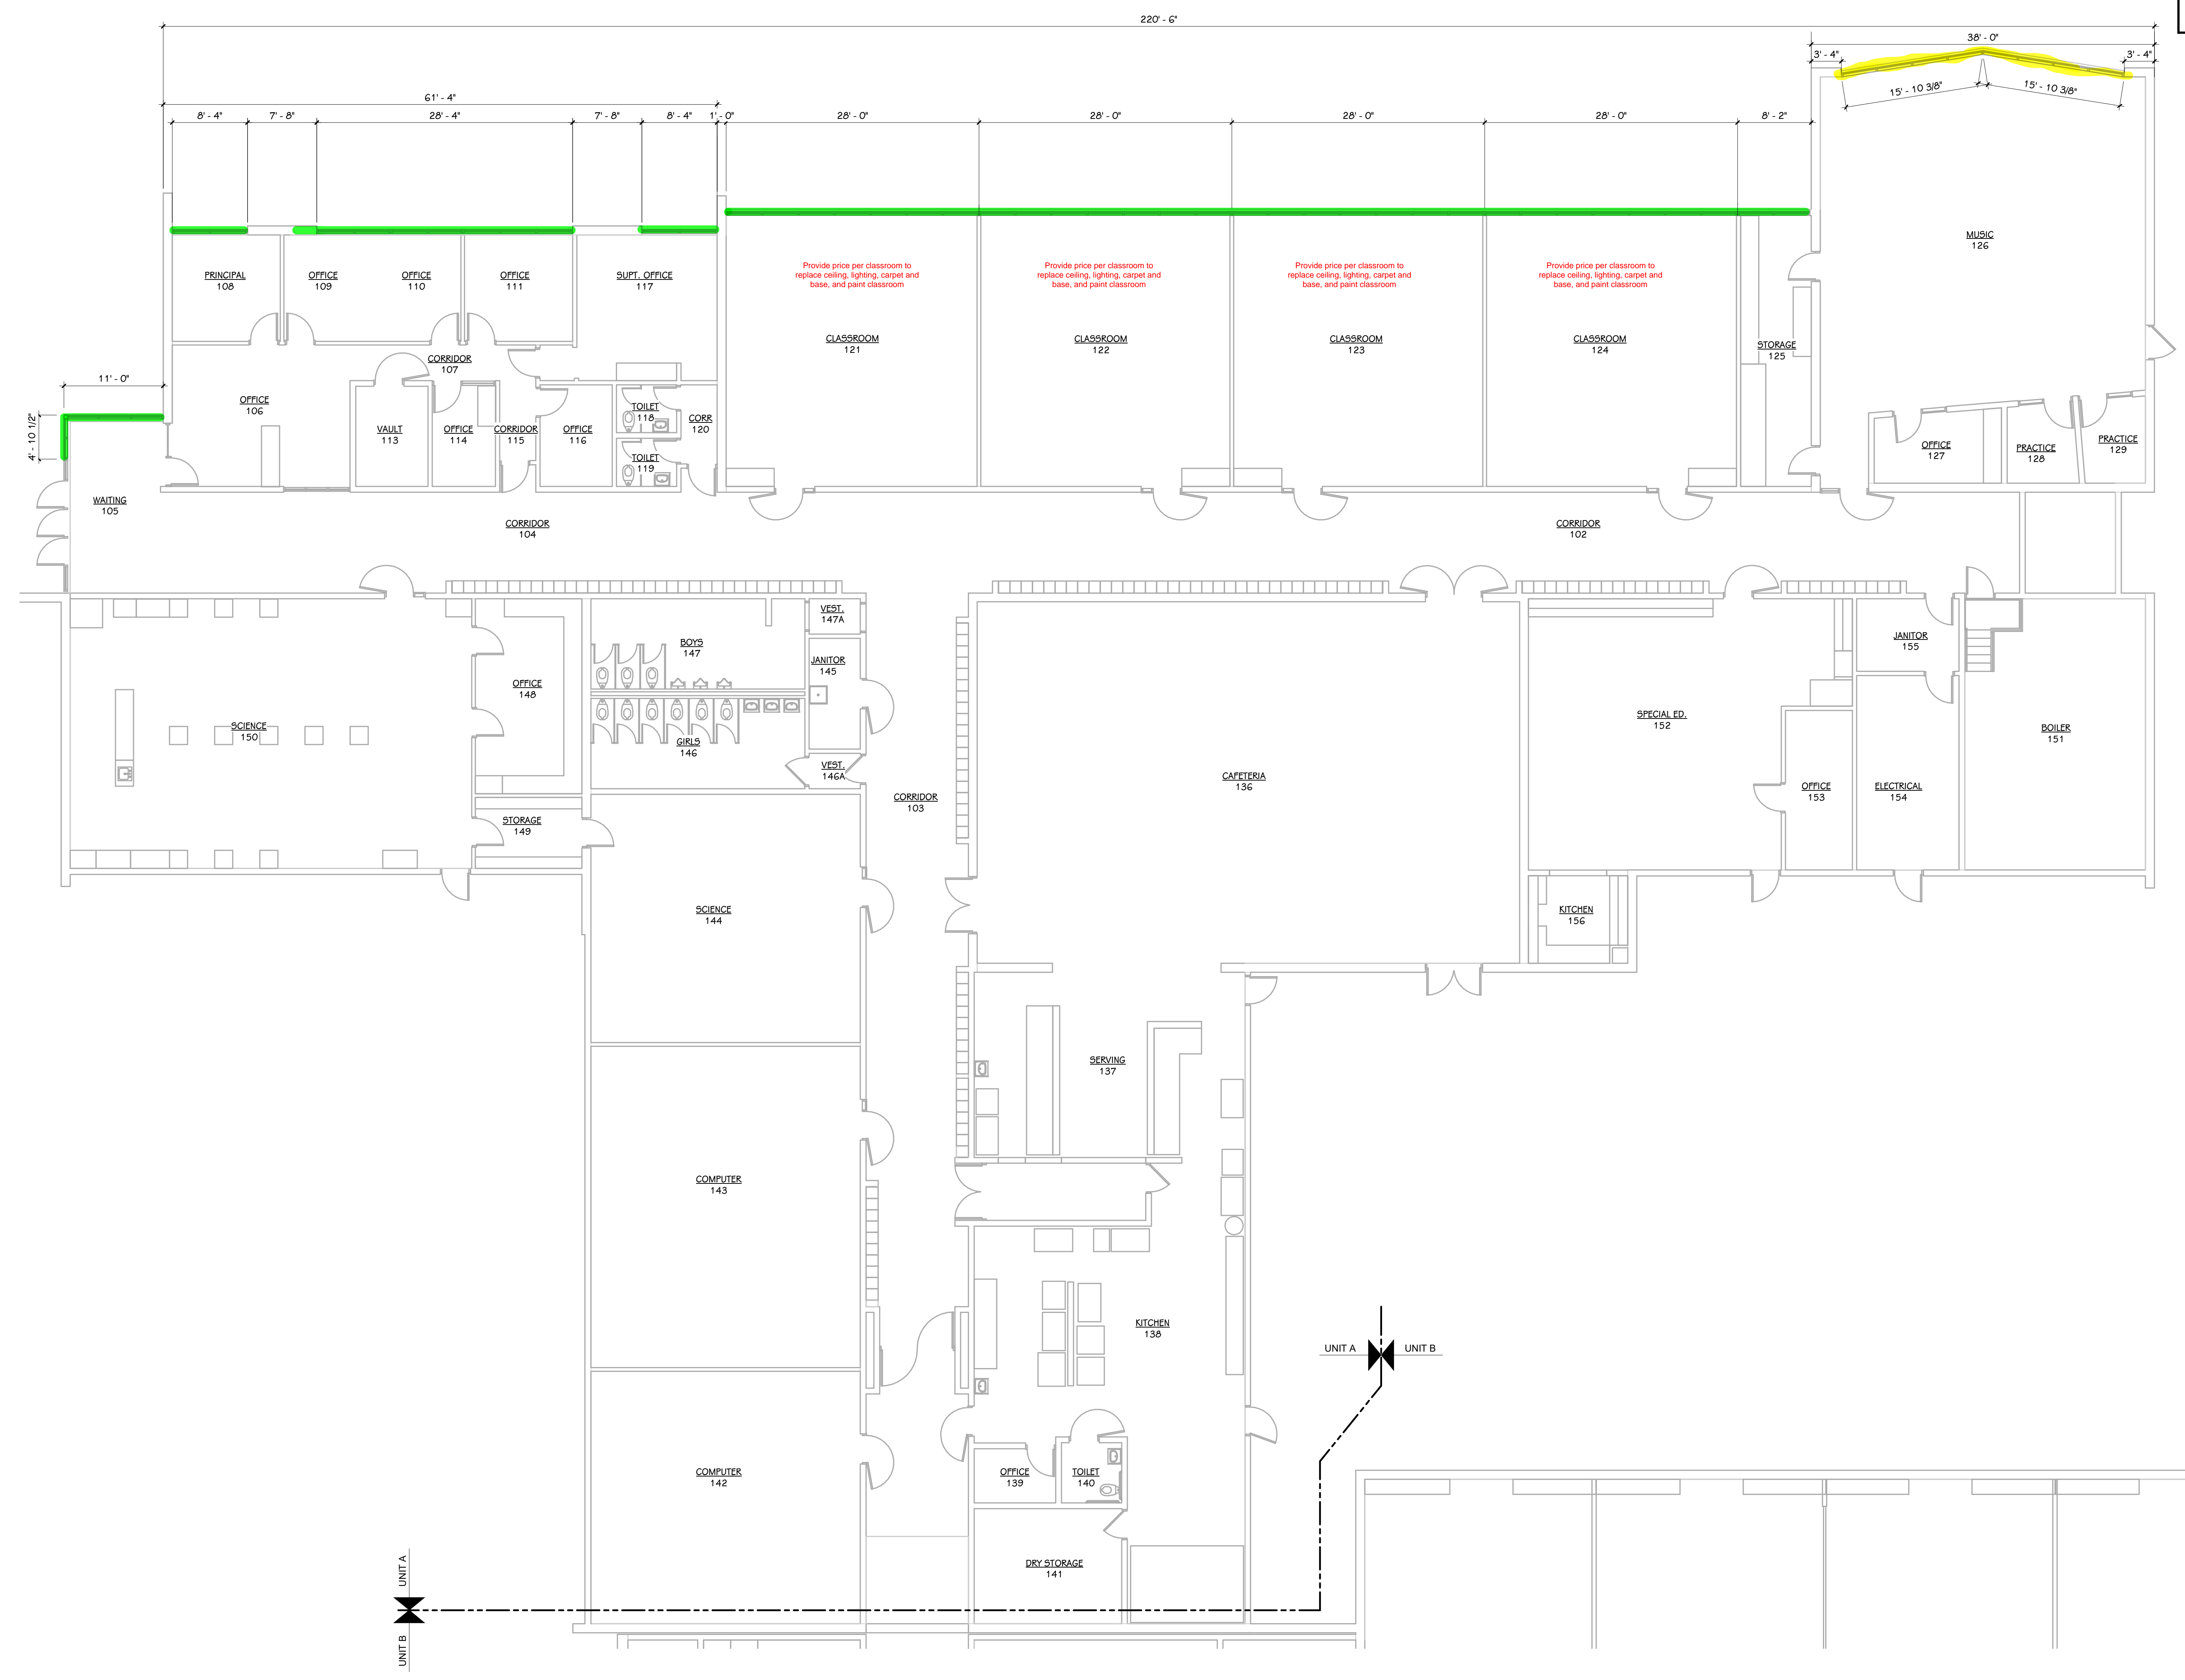 220' - 6"
38' - 0"
3' - 4"
3' - 4"
15' - 10 3/8"
15' - 10 3/8"
61' - 4"
8' - 4"
7' - 8"
28' - 4"
7' - 8"
8' - 4"
1' - 0"
28' - 0"
28' - 0"
28' - 0"
28' - 0"
8' - 2"
11' - 0"
4' - 10 1/2"
PRINCIPAL
108
OFFICE
109
OFFICE
110
OFFICE
111
SUPT. OFFICE
117
Provide price per classroom to
replace ceiling, lighting, carpet and
base, and paint classroom
Provide price per classroom to
replace ceiling, lighting, carpet and
base, and paint classroom
Provide price per classroom to
replace ceiling, lighting, carpet and
base, and paint classroom
Provide price per classroom to
replace ceiling, lighting, carpet and
base, and paint classroom
CLASSROOM
121
CLASSROOM
122
CLASSROOM
123
CLASSROOM
124
STORAGE
125
MUSIC
126
CORRIDOR
107
OFFICE
106
VAULT
113
OFFICE
114
CORRIDOR
115
OFFICE
116
TOILET
118
TOILET
119
CORR
120
OFFICE
127
PRACTICE
128
PRACTICE
129
WAITING
105
CORRIDOR
104
CORRIDOR
102
BOYS
147
VEST.
147A
JANITOR
145
OFFICE
148
SCIENCE
150
GIRLS
146
VEST.
146A
CORRIDOR
103
STORAGE
149
CAFETERIA
136
SPECIAL ED.
152
JANITOR
155
OFFICE
153
ELECTRICAL
154
BOILER
151
SCIENCE
144
KITCHEN
156
SERVING
137
COMPUTER
143
KITCHEN
138
UNIT A
UNIT B
COMPUTER
142
OFFICE
139
TOILET
140
DRY STORAGE
141
UNIT A
UNIT B